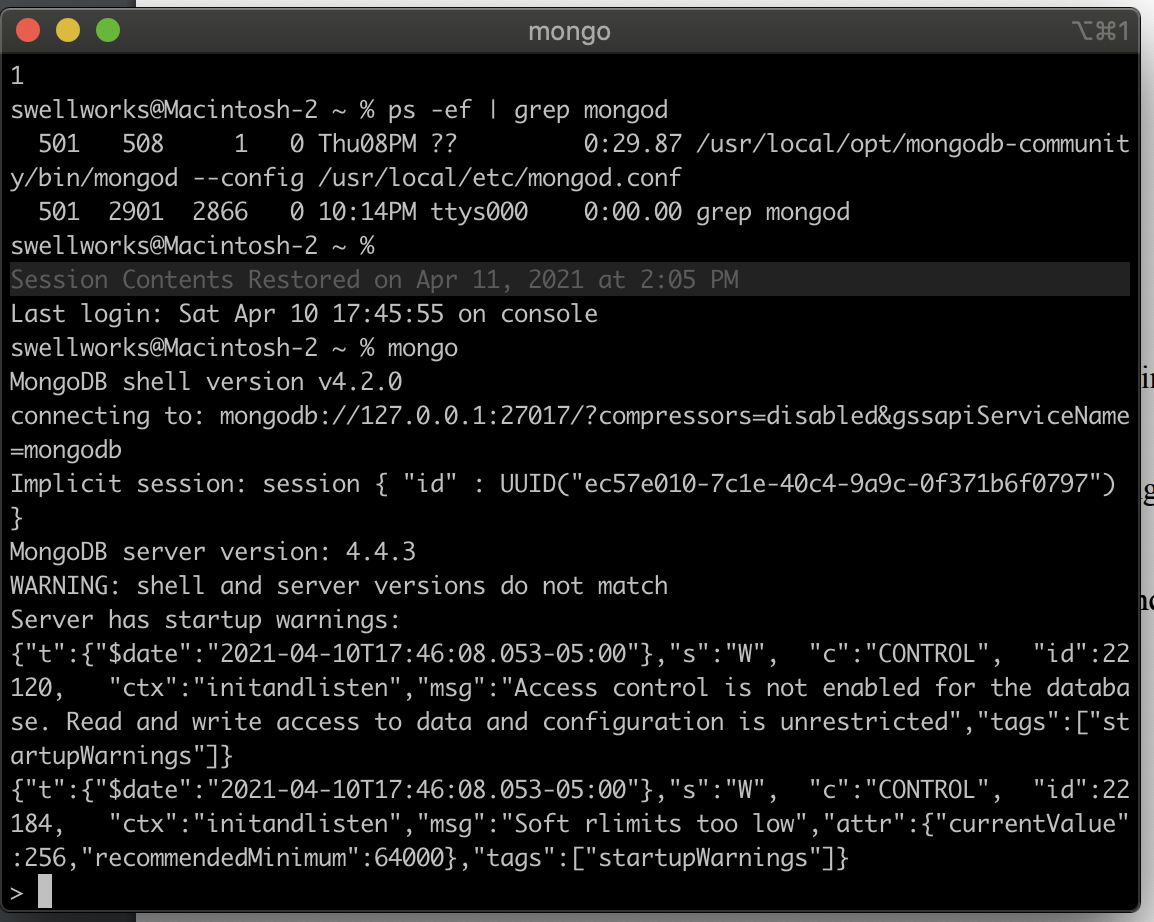 mongo
⌥⌘1
1
swellworks@Macintosh-2 ~ % ps -ef | grep mongod
  501   508     1   0 Thu08PM ??         0:29.87 /usr/local/opt/mongodb-communit
y/bin/mongod --config /usr/local/etc/mongod.conf
  501  2901  2866   0 10:14PM ttys000    0:00.00 grep mongod
swellworks@Macintosh-2 ~ %
Session Contents Restored on Apr 11, 2021 at 2:05 PM
Last login: Sat Apr 10 17:45:55 on console
swellworks@Macintosh-2 ~ % mongo
MongoDB shell version v4.2.0
connecting to: mongodb://127.0.0.1:27017/?compressors=disabled&gssapiServiceName
=mongodb
Implicit session: session { "id" : UUID("ec57e010-7c1e-40c4-9a9c-0f371b6f0797")
}
MongoDB server version: 4.4.3
WARNING: shell and server versions do not match
Server has startup warnings:
{"t":{"$date":"2021-04-10T17:46:08.053-05:00"},"s":"W",  "c":"CONTROL",  "id":22
120,   "ctx":"initandlisten","msg":"Access control is not enabled for the databa
se. Read and write access to data and configuration is unrestricted","tags":["st
artupWarnings"]}
{"t":{"$date":"2021-04-10T17:46:08.053-05:00"},"s":"W",  "c":"CONTROL",  "id":22
184,   "ctx":"initandlisten","msg":"Soft rlimits too low","attr":{"currentValue"
:256,"recommendedMinimum":64000},"tags":["startupWarnings"]}
>